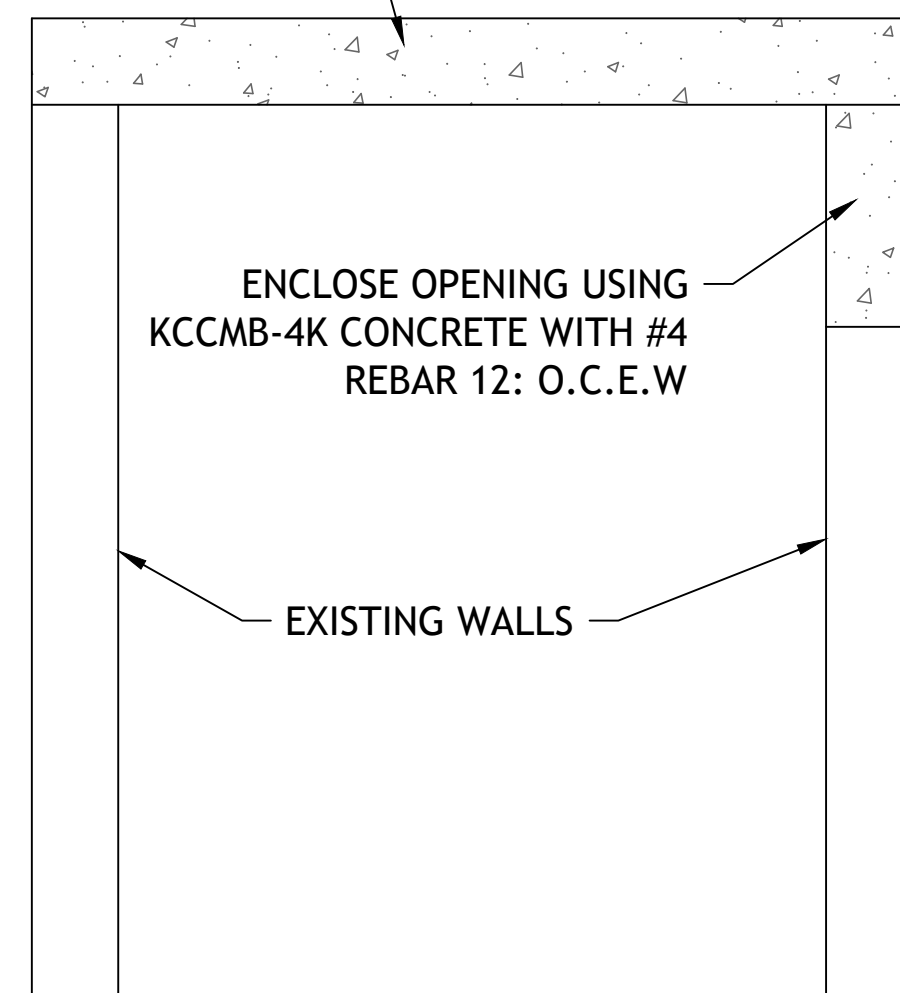 ENCLOSE OPENING USING
KCCMB-4K CONCRETE WITH #4
REBAR 12: O.C.E.W
EXISTING WALLS